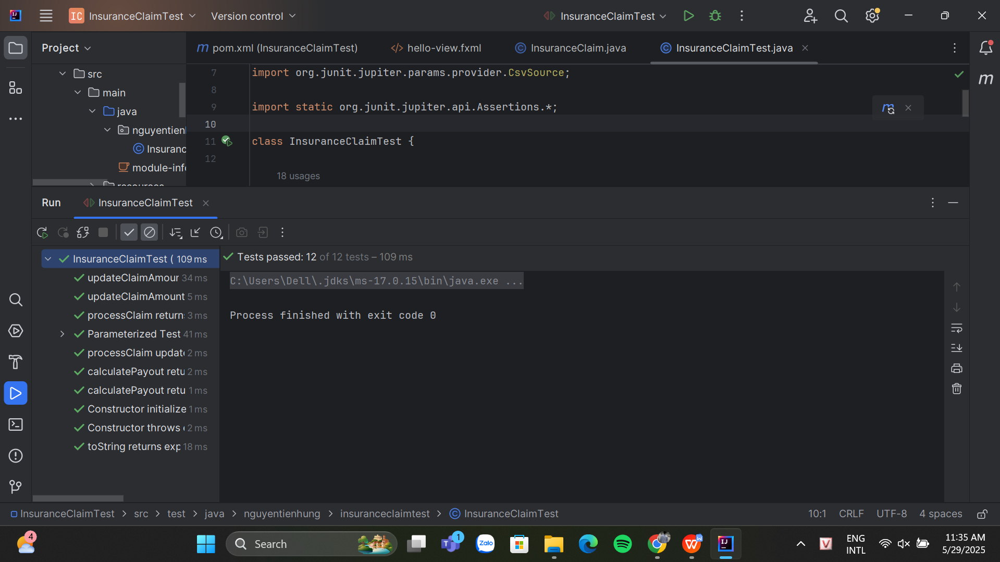 IC InsuranceClaimTest
Version control
InsuranceClaimTest
Project
m pom.xml (InsuranceClaimTest)
</> hello-view.fxml
InsuranceClaim.java
InsuranceClaimTest.java
src
main
java
nguyentienh
Insuranc
module-info
7 import org.junit.jupiter.params.provider.CsvSource;
8
9 import static org.junit.jupiter.api.Assertions.*;
10
11 class InsuranceClaimTest {
12
18 usages
Run
InsuranceClaimTest
InsuranceClaimTest ( 109 ms
updateClaimAmour 34 ms
updateClaimAmount 5 ms
processClaim return 3 ms
Parameterized Test 41 ms
processClaim update 2 ms
calculatePayout retu 2 ms
calculatePayout retu 1 ms
Constructor initialize 1 ms
Constructor throws 2 ms
toString returns exp 18 ms
Tests passed: 12 of 12 tests – 109 ms
C:\Users\Dell\.jdks\ms-17.0.15\bin\java.exe ...
Process finished with exit code 0
InsuranceClaimTest > src > test > java > nguyentienhung > insuranceclaimtest > InsuranceClaimTest
10:1 CRLF UTF-8 4 spaces
4
Search
1
Zalo
ENG
INTL
11:35 AM
5/29/2025